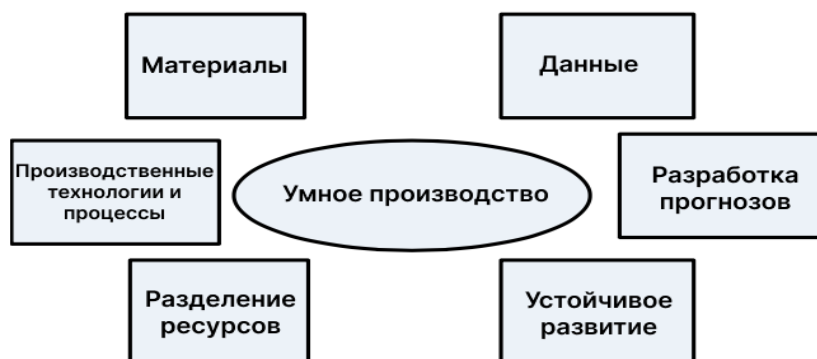 Материалы
Данные
Производственные
технологии и
процессы
Умное производство
Разработка
прогнозов
Разделение
ресурсов
Устойчивое
развитие